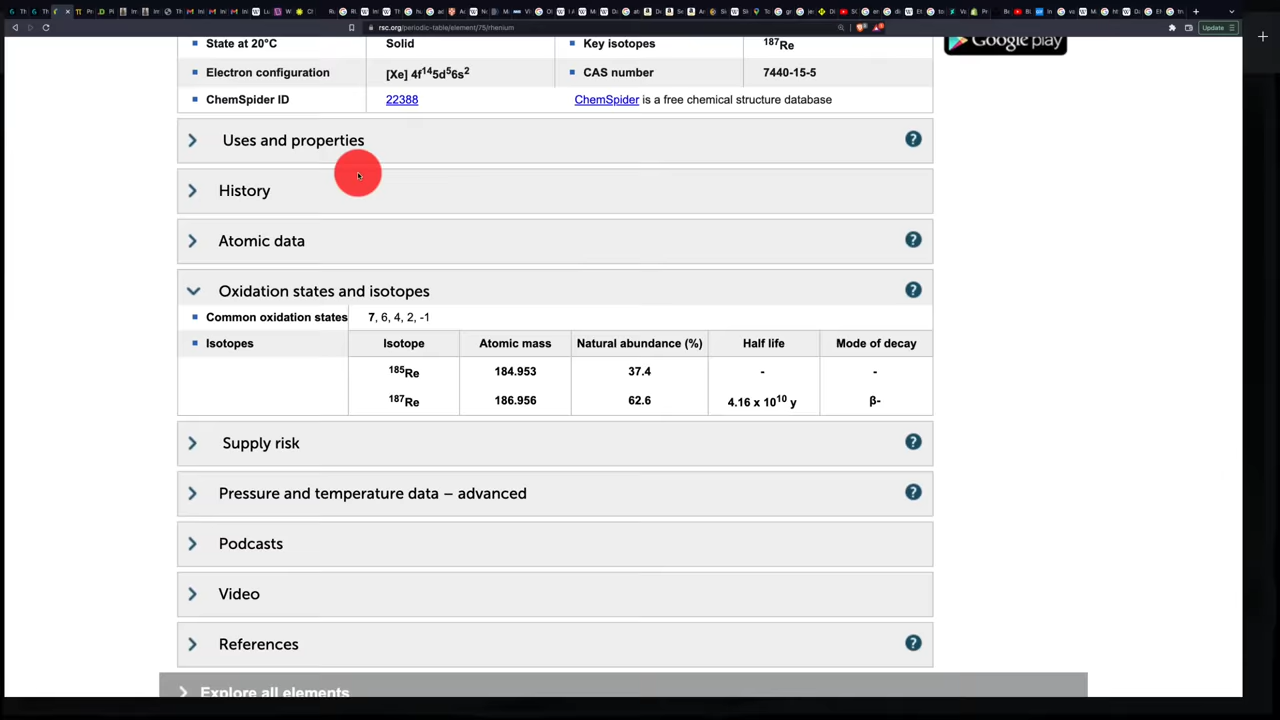 Update
rsc.org/periodic-table/element/75/rhenium
State at 20°C Solid Key isotopes ¹⁸⁷Re
Google play
Electron configuration [Xe] 4f¹⁴5d⁵6s² CAS number 7440-15-5
ChemSpider ID 22388 ChemSpider is a free chemical structure database
Uses and properties ?
History
Atomic data ?
Oxidation states and isotopes ?
Common oxidation states 7, 6, 4, 2, -1
Isotopes Isotope Atomic mass Natural abundance (%) Half life Mode of decay
¹⁸⁵Re 184.953 37.4 - -
¹⁸⁷Re 186.956 62.6 4.16 x 10¹⁰ y β-
Supply risk ?
Pressure and temperature data – advanced ?
Podcasts
Video
References ?
Explore all elements